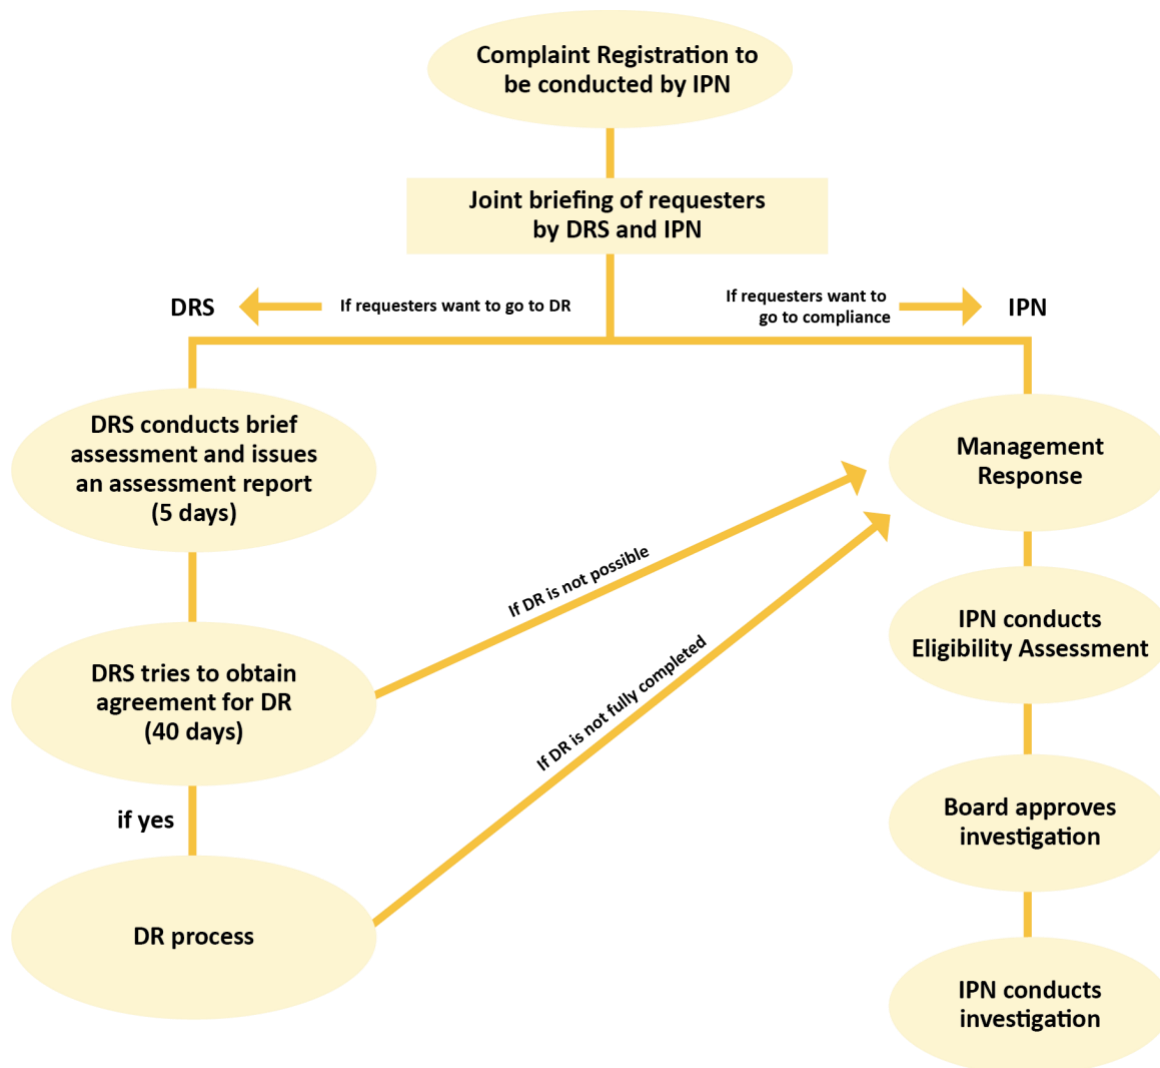 Complaint Registration to
be conducted by IPN
Joint briefing of requesters
by DRS and IPN
DRS
If requesters want to go to DR
If requesters want to
go to compliance
IPN
DRS conducts brief
assessment and issues
an assessment report
(5 days)
Management
Response
If DR is not possible
IPN conducts
Eligibility Assessment
DRS tries to obtain
agreement for DR
(40 days)
If DR is not fully completed
if yes
Board approves
investigation
DR process
IPN conducts
investigation